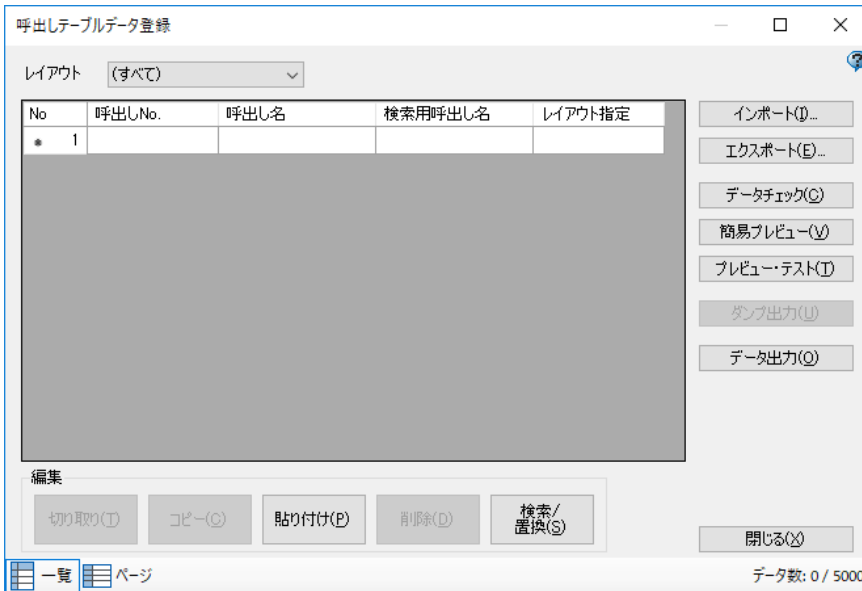 呼出しテーブルデータ登録
レイアウト (すべて)
No 呼出しNo. 呼出し名 検索用呼出し名 レイアウト指定
* 1
インポート(I)...
エクスポート(E)...
データチェック(C)
簡易プレビュー(V)
プレビュー・テスト(T)
ダンプ出力(U)
データ出力(O)
編集
切り取り(T) コピー(C) 貼り付け(P) 削除(D) 検索/
置換(S)
閉じる(X)
一覧 ページ データ数: 0 / 5000